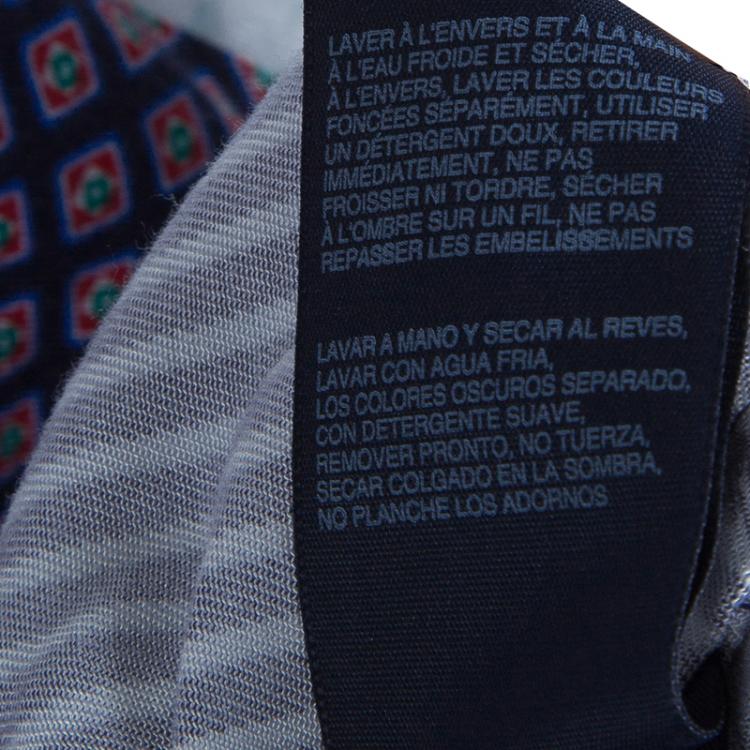 LAVER À L'ENVERS ET À LA MAIN
À L'EAU FROIDE ET SÉCHER,
À L'ENVERS, LAVER LES COULEURS
FONCÉES SÉPARÉMENT, UTILISER
UN DÉTERGENT DOUX, RETIRER
IMMÉDIATEMENT, NE PAS
FROISSER NI TORDRE, SÉCHER
À L'OMBRE SUR UN FIL, NE PAS
REPASSER LES EMBELISSEMENTS
LAVAR A MANO Y SECAR AL REVES,
LAVAR CON AGUA FRIA,
LOS COLORES OSCUROS SEPARADO,
CON DETERGENTE SUAVE,
REMOVER PRONTO, NO TUERZA,
SECAR COLGADO EN LA SOMBRA,
NO PLANCHE LOS ADORNOS